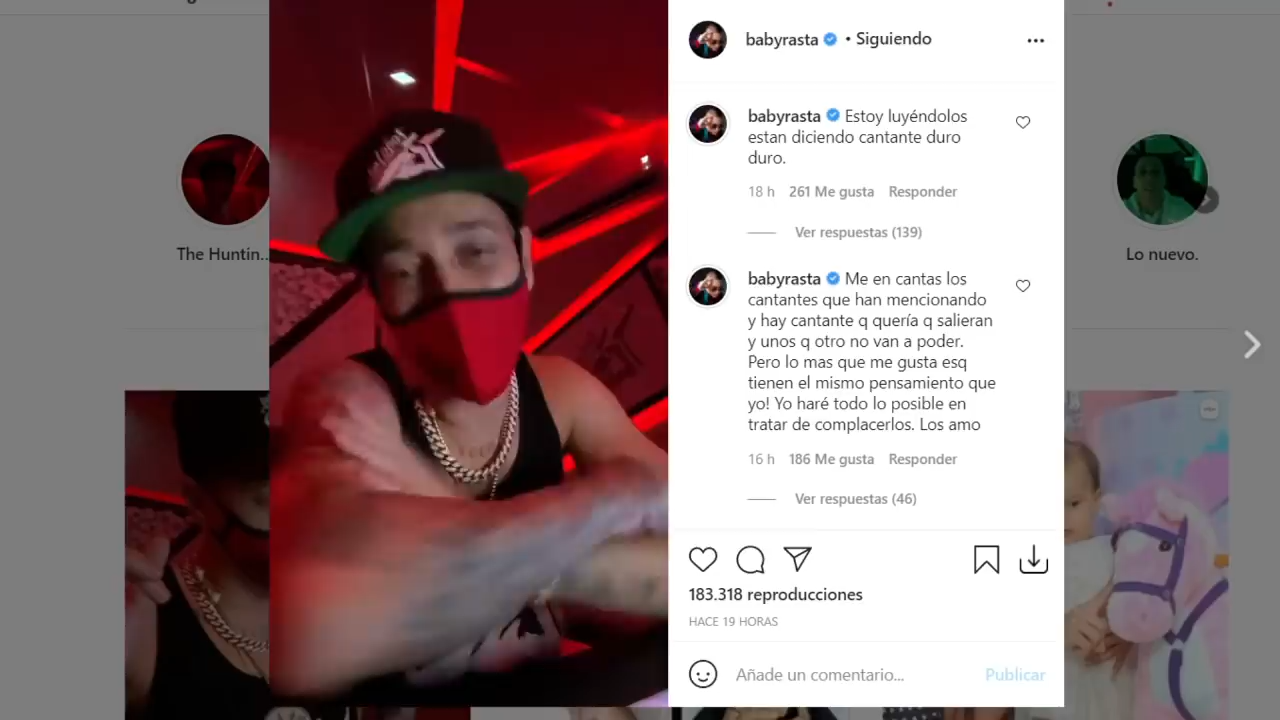 babyrasta • Siguiendo
babyrasta Estoy luyéndolos
estan diciendo cantante duro
duro.
18 h 261 Me gusta Responder
Ver respuestas (139)
babyrasta Me en cantas los
cantantes que han mencionando
y hay cantante q quería q salieran
y unos q otro no van a poder.
Pero lo mas que me gusta esq
tienen el mismo pensamiento que
yo! Yo haré todo lo posible en
tratar de complacerlos. Los amo
16 h 186 Me gusta Responder
Ver respuestas (46)
183.318 reproducciones
HACE 19 HORAS
Añade un comentario...
Publicar
The Huntin...
Lo nuevo.